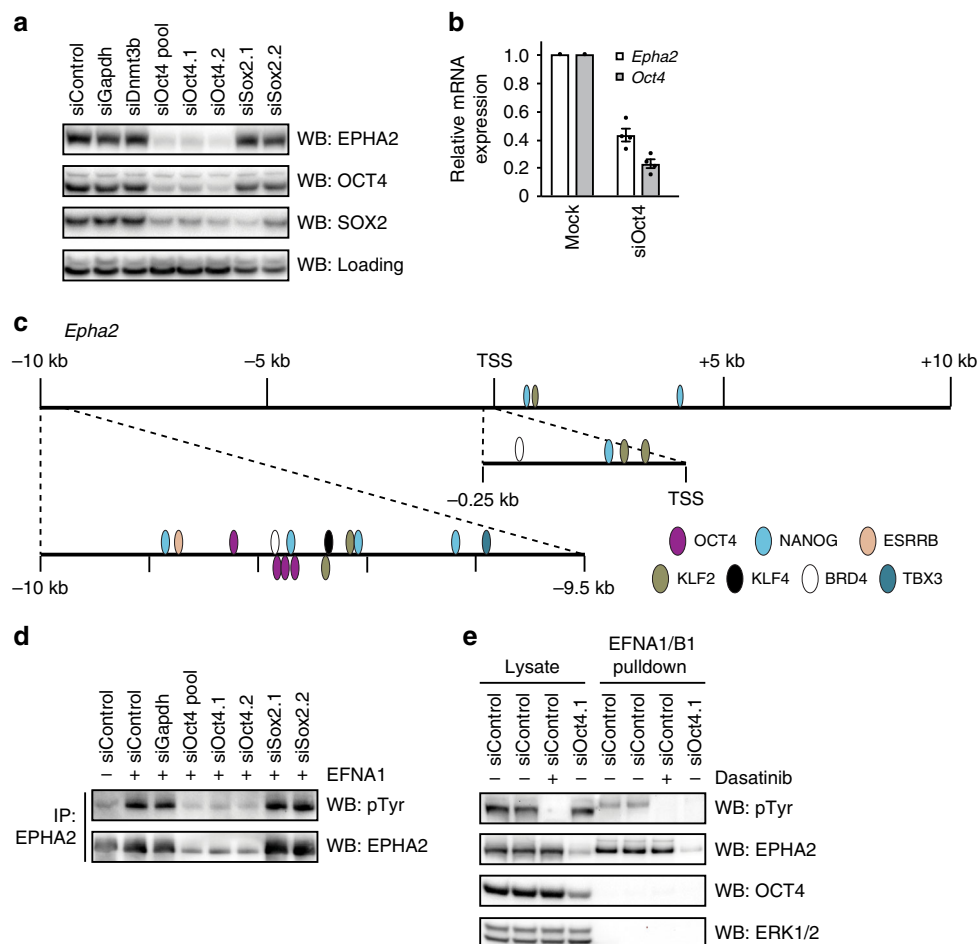 a
siControl siGapdh siDnmt3b siOct4 pool siOct4.1 siOct4.2 siSox2.1 siSox2.2
WB: EPHA2
WB: OCT4
WB: SOX2
WB: Loading
b
Relative mRNA
expression
1.0
0.8
0.6
0.4
0.2
0
Epha2
Oct4
Mock siOct4
c
Epha2
–10 kb –5 kb TSS +5 kb +10 kb
–0.25 kb TSS
–10 kb –9.5 kb
OCT4 NANOG ESRRB
KLF2 KLF4 BRD4 TBX3
d
siControl siControl siGapdh siOct4 pool siOct4.1 siOct4.2 siSox2.1 siSox2.2
– + + + + + + + EFNA1
IP:
EPHA2
WB: pTyr
WB: EPHA2
e
Lysate
EFNA1/B1
pulldown
siControl siControl siControl siOct4.1 siControl siControl siControl siOct4.1
Dasatinib – – + – – – + –
WB: pTyr
WB: EPHA2
WB: OCT4
WB: ERK1/2